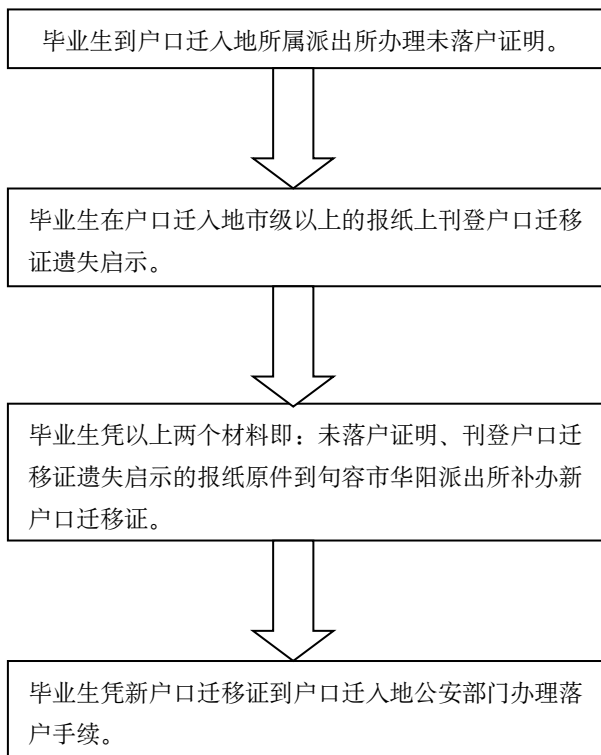 毕业生到户口迁入地所属派出所办理未落户证明。
毕业生在户口迁入地市级以上的报纸上刊登户口迁移
证遗失启示。
毕业生凭以上两个材料即：未落户证明、刊登户口迁
移证遗失启示的报纸原件到句容市华阳派出所补办新
户口迁移证。
毕业生凭新户口迁移证到户口迁入地公安部门办理落
户手续。